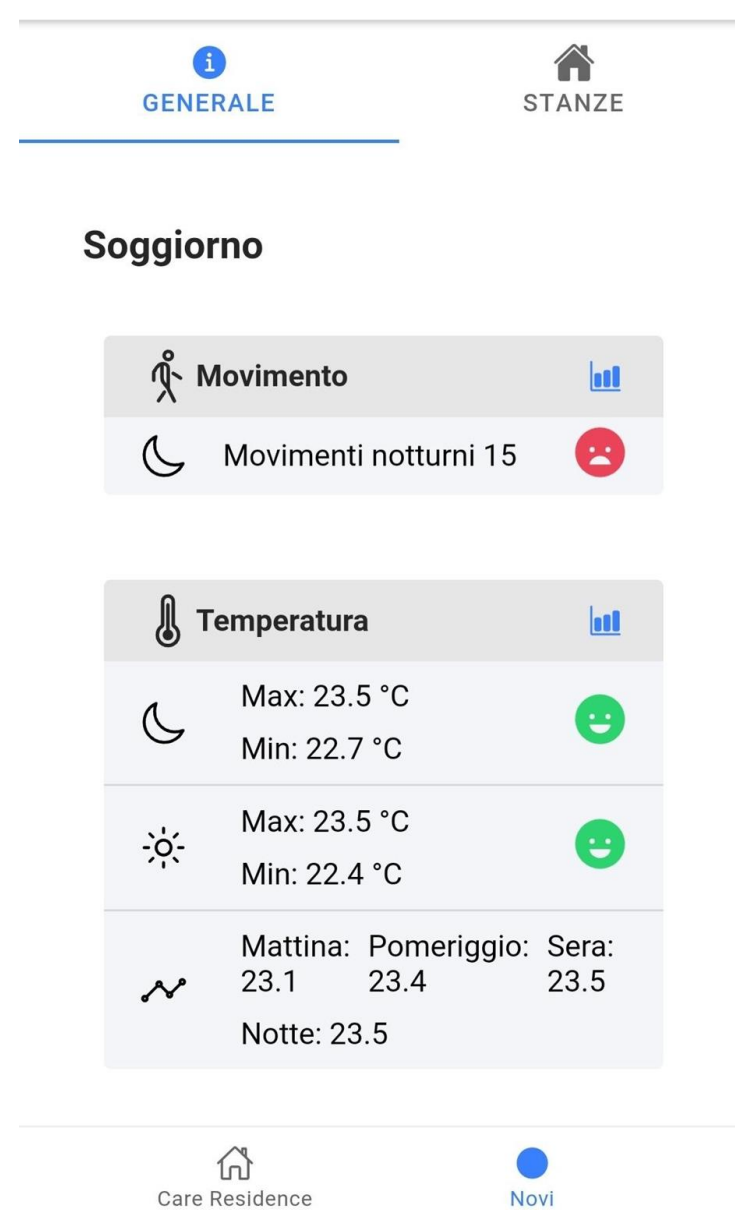 GENERALE
STANZE
Soggiorno
Movimento
Movimenti notturni 15
Temperatura
Max: 23.5 °C
Min: 22.7 °C
Max: 23.5 °C
Min: 22.4 °C
Mattina: Pomeriggio: Sera:
23.1 23.4 23.5
Notte: 23.5
Care Residence
Novi